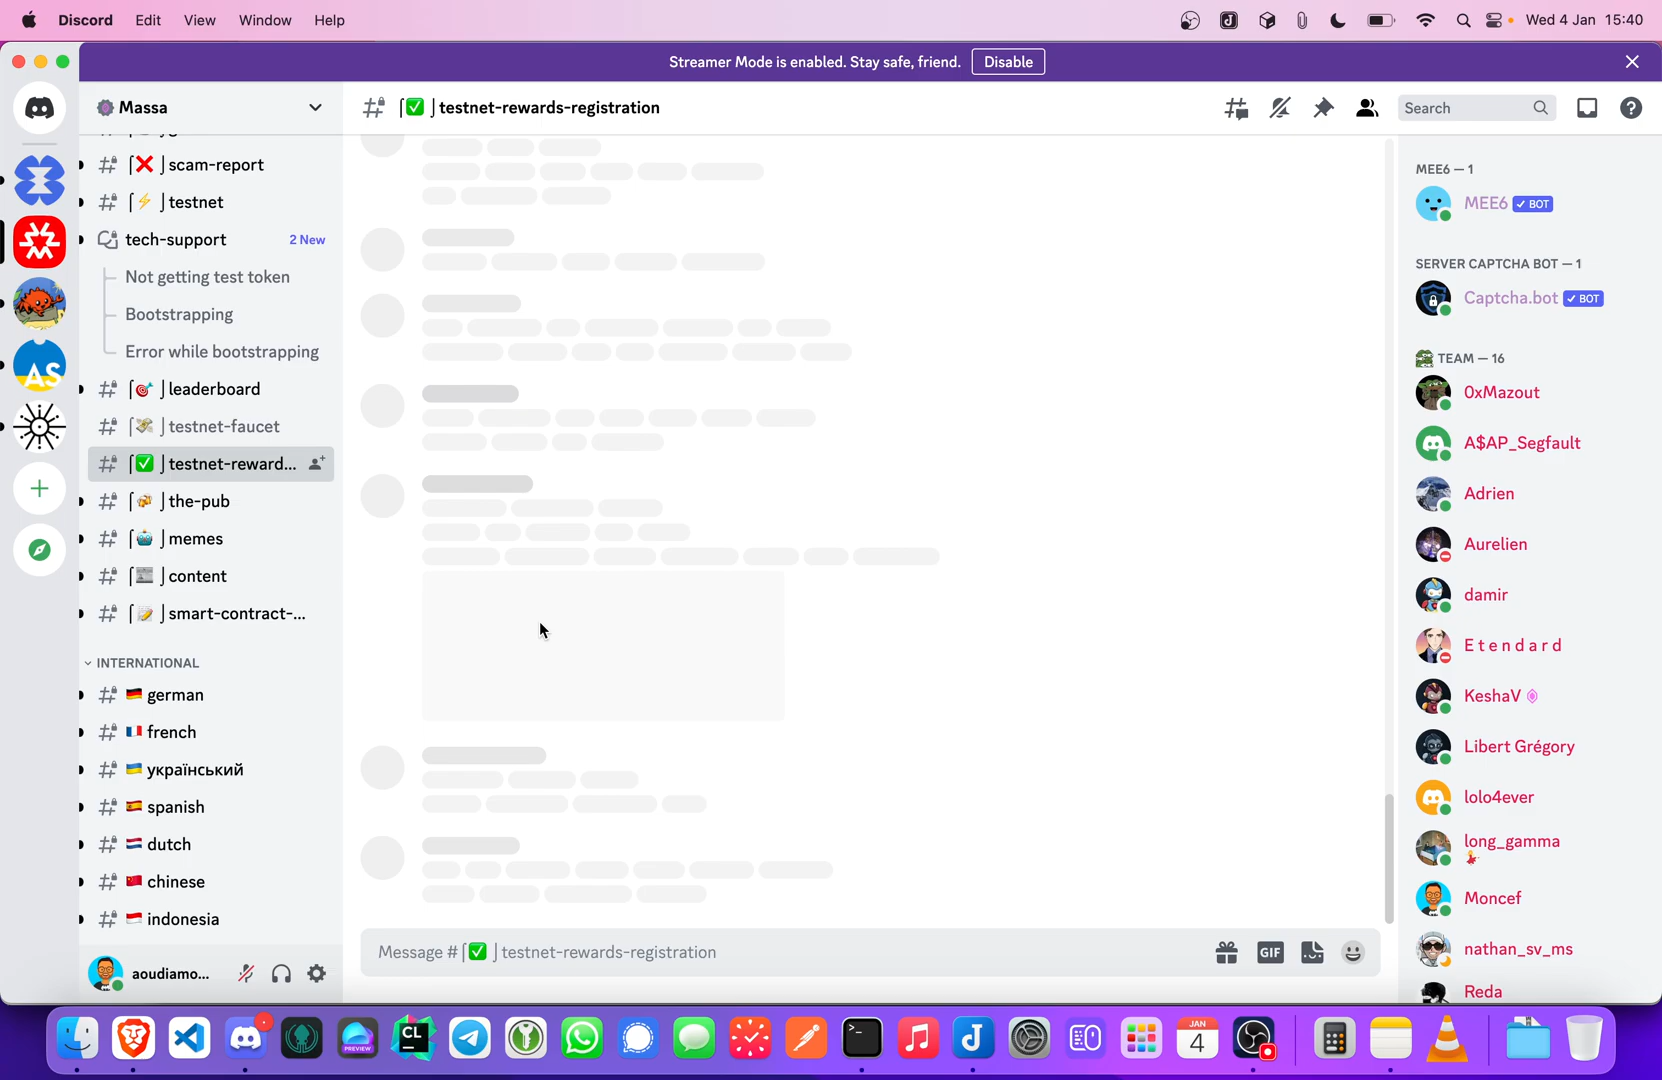 Discord Edit View Window Help
Wed 4 Jan 15:40
Streamer Mode is enabled. Stay safe, friend. Disable
Massa
scam-report
testnet
tech-support 2 New
Not getting test token
Bootstrapping
Error while bootstrapping
leaderboard
testnet-faucet
testnet-reward...
the-pub
memes
content
smart-contract-...
INTERNATIONAL
german
french
український
spanish
dutch
chinese
indonesia
aoudiamo...
testnet-rewards-registration
Search
Message # [✅] testnet-rewards-registration
GIF
MEE6 — 1
MEE6 ✓ BOT
SERVER CAPTCHA BOT — 1
Captcha.bot ✓ BOT
TEAM — 16
0xMazout
A$AP_Segfault
Adrien
Aurelien
damir
E t e n d a r d
KeshaV
Libert Grégory
lolo4ever
long_gamma
Moncef
nathan_sv_ms
Reda
AS
PREVIEW
CL
JAN
4